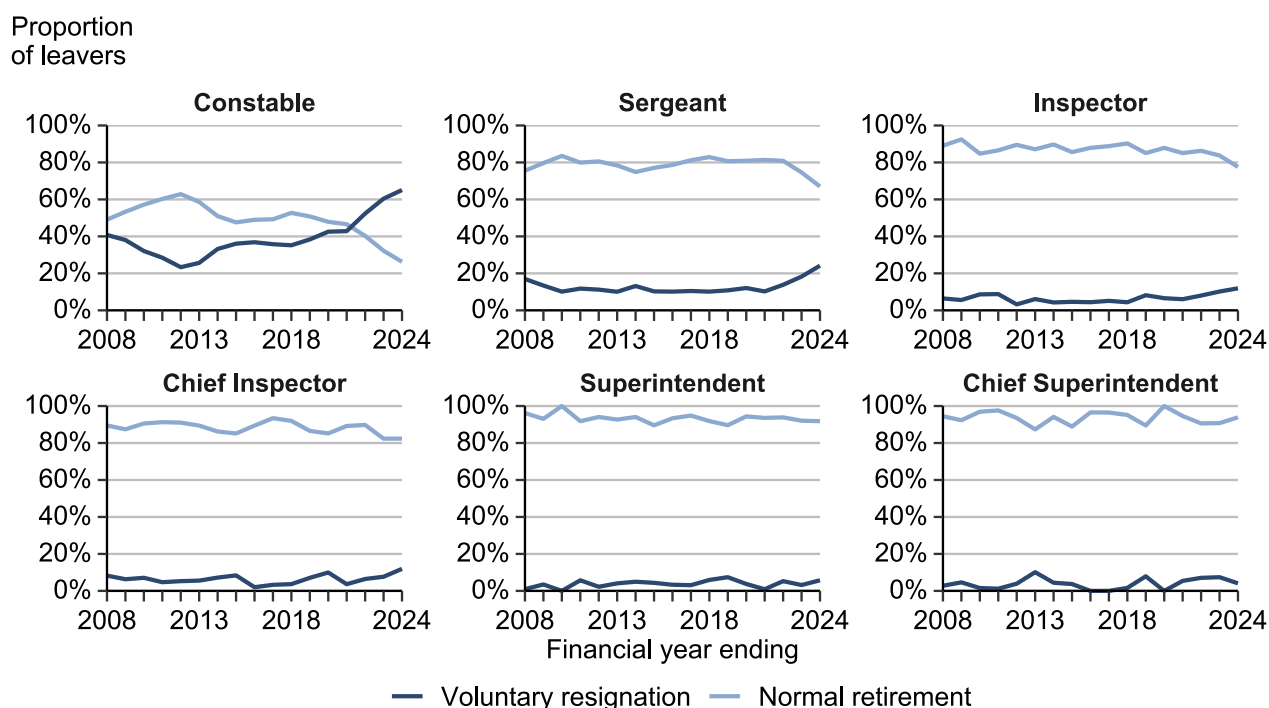 Proportion
of leavers
Constable
Sergeant
Inspector
100%
80%
60%
40%
20%
0%
2008 2013 2018 2024
100%
80%
60%
40%
20%
0%
2008 2013 2018 2024
100%
80%
60%
40%
20%
0%
2008 2013 2018 2024
Chief Inspector
Superintendent
Chief Superintendent
100%
80%
60%
40%
20%
0%
2008 2013 2018 2024
100%
80%
60%
40%
20%
0%
2008 2013 2018 2024
100%
80%
60%
40%
20%
0%
2008 2013 2018 2024
Financial year ending
Voluntary resignation Normal retirement